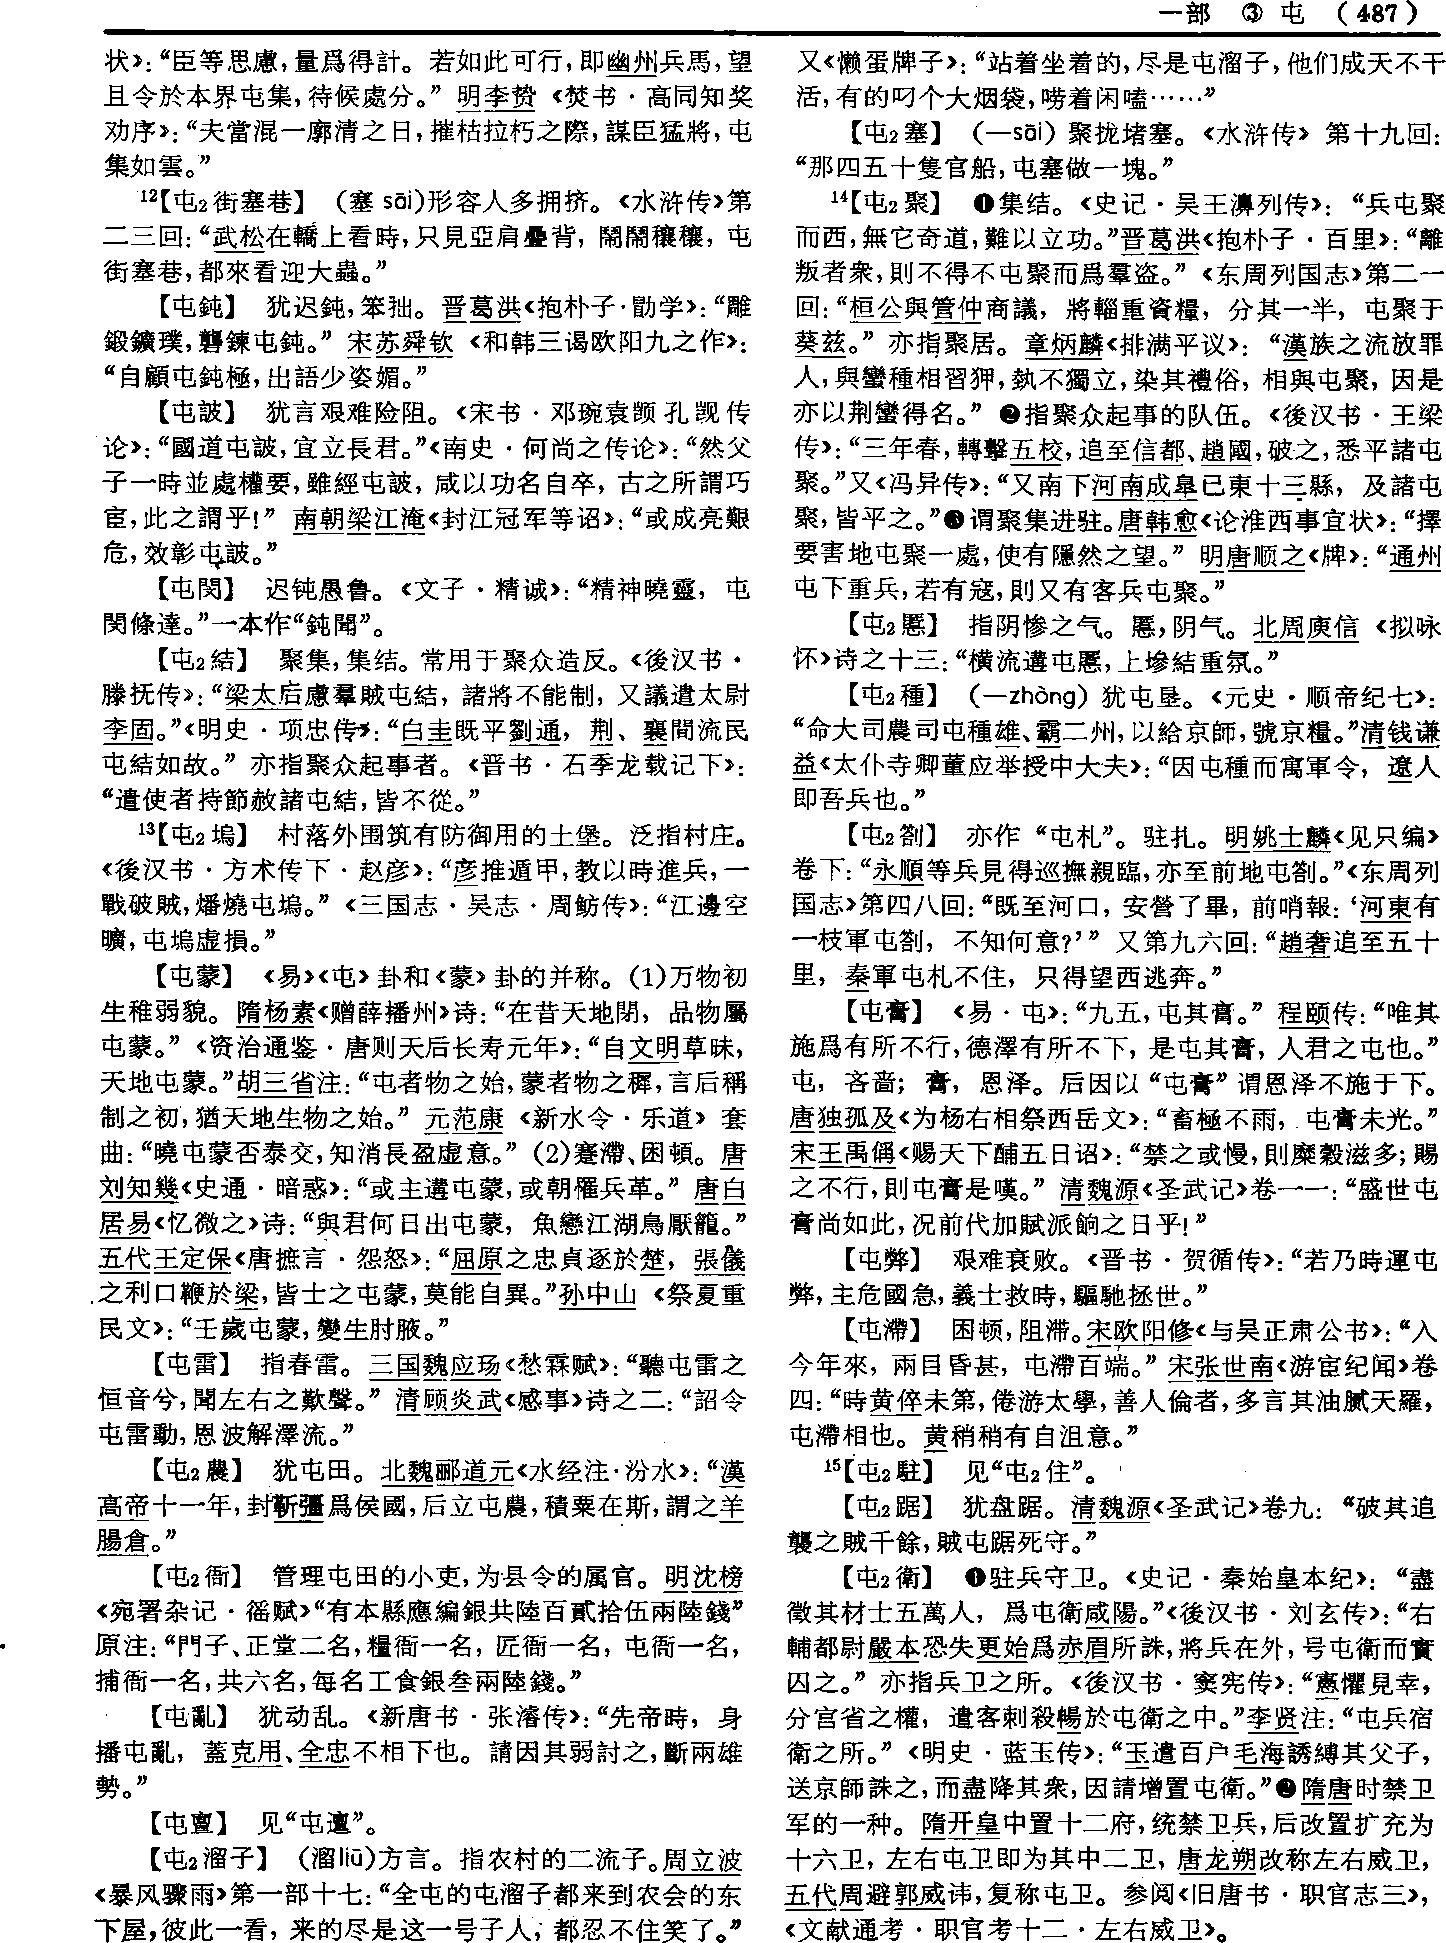 一部 ③ 屯 (487)
状》：“臣等思慮，量爲得計。若如此可行，即幽州兵馬，望
且令於本界屯集，待候處分。”明李贽《焚书·高同知奖
劝序》：“夫當混一廓清之日，摧枯拉朽之際，謀臣猛將，屯
集如雲。”
12【屯₂街塞巷】 (塞 sāi)形容人多拥挤。《水浒传》第
二三回：“武松在轎上看時，只見亞肩疊背，鬧鬧穰穰，屯
街塞巷，都來看迎大蟲。”
【屯鈍】 犹迟鈍，笨拙。晋葛洪《抱朴子·勖学》：“雕
鍛鑛璞，礱鍊屯鈍。”宋苏舜钦《和韩三谒欧阳九之作》：
“自顧屯鈍極，出語少姿媚。”
【屯詖】 犹言艰难险阻。《宋书·邓琬袁顗孔觊传
论》：“國道屯詖，宜立長君。”《南史·何尚之传论》：“然父
子一時並處權要，雖經屯詖，咸以功名自卒，古之所謂巧
宦，此之謂乎！”南朝梁江淹《封江冠军等诏》：“或成亮艱
危，效彰屯詖。”
【屯閔】 迟钝愚鲁。《文子·精诚》：“精神曉靈，屯
閔條達。”一本作“鈍聞”。
【屯₂結】 聚集，集结。常用于聚众造反。《後汉书·
滕抚传》：“梁太后慮羣賊屯結，諸將不能制，又議遣太尉
李固。”《明史·项忠传》：“白圭既平劉通，荆、襄間流民
屯結如故。”亦指聚众起事者。《晋书·石季龙载记下》：
“遣使者持節赦諸屯結，皆不從。”
13【屯₂塢】 村落外围筑有防御用的土堡。泛指村庄。
《後汉书·方术传下·赵彦》：“彦推遁甲，教以時進兵，一
戰破賊，燔燒屯塢。”《三国志·吴志·周鲂传》：“江邊空
曠，屯塢虚損。”
【屯蒙】 《易》《屯》卦和《蒙》卦的并称。(1)万物初
生稚弱貌。隋杨素《赠薛播州》诗：“在昔天地閉，品物屬
屯蒙。”《资治通鉴·唐则天后长寿元年》：“自文明草昧，
天地屯蒙。”胡三省注：“屯者物之始，蒙者物之穉，言后稱
制之初，猶天地生物之始。”元范康《新水令·乐道》套
曲：“曉屯蒙否泰交，知消長盈虚意。”(2)蹇滯、困頓。唐
刘知幾《史通·暗惑》：“或主遘屯蒙，或朝罹兵革。”唐白
居易《忆微之》诗：“與君何日出屯蒙，魚戀江湖鳥厭籠。”
五代王定保《唐摭言·怨怒》：“屈原之忠貞逐於楚，張儀
之利口鞭於梁，皆士之屯蒙，莫能自異。”孙中山《祭夏重
民文》：“壬歲屯蒙，變生肘腋。”
【屯雷】 指春雷。三国魏应玚《愁霖赋》：“聽屯雷之
恒音兮，聞左右之歎聲。”清顾炎武《感事》诗之二：“詔令
屯雷動，恩波解澤流。”
【屯₂農】 犹屯田。北魏郦道元《水经注·汾水》：“漢
高帝十一年，封靳彊爲侯國，后立屯農，積粟在斯，謂之羊
腸倉。”
【屯₂衙】 管理屯田的小吏，为县令的属官。明沈榜
《宛署杂记·徭赋》“有本縣應編銀共陸百貳拾伍兩陸錢”
原注：“門子、正堂二名，糧衙一名，匠衙一名，屯衙一名，
捕衙一名，共六名，每名工食銀叁兩陸錢。”
【屯亂】 犹动乱。《新唐书·张濬传》：“先帝時，身
播屯亂，蓋克用、全忠不相下也。請因其弱討之，斷兩雄
勢。”
【屯亶】 见“屯邅”。
【屯₂溜子】 (溜liū)方言。指农村的二流子。周立波
《暴风骤雨》第一部十七：“全屯的屯溜子都来到农会的东
下屋，彼此一看，来的尽是这一号子人，都忍不住笑了。”
又《懒蛋牌子》：“站着坐着的，尽是屯溜子，他们成天不干
活，有的叼个大烟袋，唠着闲嗑……”
【屯₂塞】 (—sāi) 聚拢堵塞。《水浒传》第十九回：
“那四五十隻官船，屯塞做一塊。”
14【屯₂聚】 ❶集结。《史记·吴王濞列传》：“兵屯聚
而西，無它奇道，難以立功。”晋葛洪《抱朴子·百里》：“離
叛者衆，則不得不屯聚而爲羣盗。”《东周列国志》第二一
回：“桓公與管仲商議，將輜重資糧，分其一半，屯聚于
葵兹。”亦指聚居。章炳麟《排满平议》：“漢族之流放罪
人，與蠻種相習狎，埶不獨立，染其禮俗，相與屯聚，因是
亦以荆蠻得名。”❷指聚众起事的队伍。《後汉书·王梁
传》：“三年春，轉擊五校，追至信都、趙國，破之，悉平諸屯
聚。”又《冯异传》：“又南下河南成皐已東十三縣，及諸屯
聚，皆平之。”❸谓聚集进驻。唐韩愈《论淮西事宜状》：“擇
要害地屯聚一處，使有隱然之望。”明唐顺之《牌》：“通州
屯下重兵，若有寇，則又有客兵屯聚。”
【屯₂慝】 指阴惨之气。慝，阴气。北周庾信《拟咏
怀》诗之十三：“横流遘屯慝，上墋結重氛。”
【屯₂種】 (—zhòng) 犹屯垦。《元史·顺帝纪七》：
“命大司農司屯種雄、霸二州，以給京師，號京糧。”清钱谦
益《太仆寺卿董应举授中大夫》：“因屯種而寓軍令，遼人
即吾兵也。”
【屯₂劄】 亦作“屯札”。驻扎。明姚士麟《见只编》
卷下：“永順等兵見得巡撫親臨，亦至前地屯劄。”《东周列
国志》第四八回：“既至河口，安營了畢，前哨報：‘河東有
一枝軍屯劄，不知何意？’”又第九六回：“趙奢追至五十
里，秦軍屯札不住，只得望西逃奔。”
【屯膏】 《易·屯》：“九五，屯其膏。”程颐传：“唯其
施爲有所不行，德澤有所不下，是屯其膏，人君之屯也。”
屯，吝啬；膏，恩泽。后因以“屯膏”谓恩泽不施于下。
唐独孤及《为杨右相祭西岳文》：“畜極不雨，屯膏未光。”
宋王禹偁《赐天下酺五日诏》：“禁之或慢，則糜穀滋多；賜
之不行，則屯膏是嘆。”清魏源《圣武记》卷一一：“盛世屯
膏尚如此，况前代加賦派餉之日乎！”
【屯弊】 艰难衰败。《晋书·贺循传》：“若乃時運屯
弊，主危國急，義士救時，驅馳拯世。”
【屯滯】 困顿，阻滞。宋欧阳修《与吴正肃公书》：“入
今年來，兩目昏甚，屯滯百端。”宋张世南《游宦纪闻》卷
四：“時黄倅未第，倦游太學，善人倫者，多言其油膩天羅，
屯滯相也。黄稍稍有自沮意。”
15【屯₂駐】 见“屯₂住”。
【屯₂踞】 犹盘踞。清魏源《圣武记》卷九：“破其追
襲之賊千餘，賊屯踞死守。”
【屯₂衛】 ❶驻兵守卫。《史记·秦始皇本纪》：“盡
徵其材士五萬人，爲屯衛咸陽。”《後汉书·刘玄传》：“右
輔都尉嚴本恐失更始爲赤眉所誅，將兵在外，号屯衛而實
囚之。”亦指兵卫之所。《後汉书·窦宪传》：“憲懼見幸，
分宫省之權，遣客刺殺暢於屯衛之中。”李贤注：“屯兵宿
衛之所。”《明史·蓝玉传》：“玉遣百户毛海誘縛其父子，
送京師誅之，而盡降其衆，因請增置屯衛。”❷隋唐时禁卫
军的一种。隋开皇中置十二府，统禁卫兵，后改置扩充为
十六卫，左右屯卫即为其中二卫，唐龙朔改称左右威卫，
五代周避郭威讳，复称屯卫。参阅《旧唐书·职官志三》，
《文献通考·职官考十二·左右威卫》。